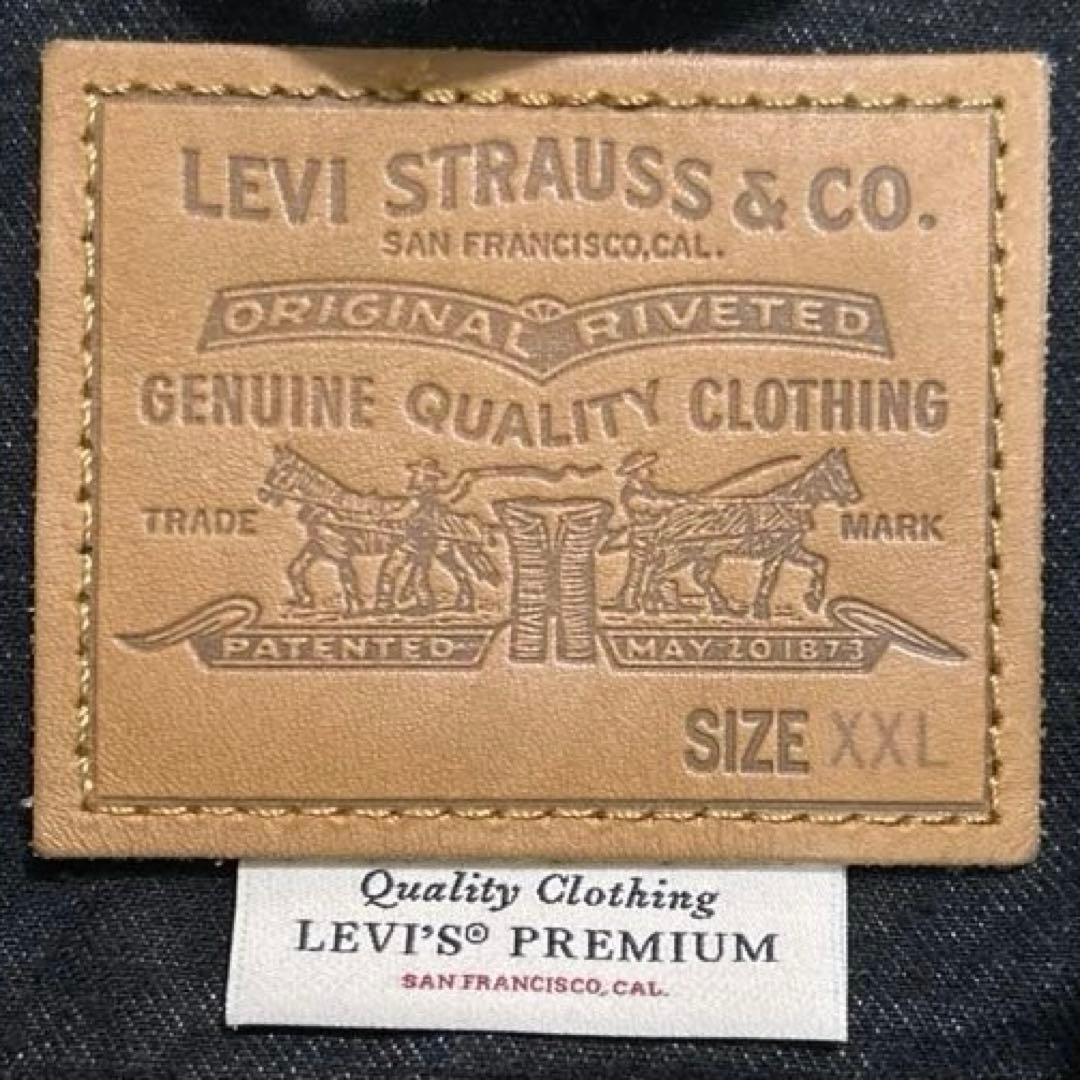 LEVI STRAUSS & CO.
SAN FRANCISCO, CAL.
ORIGINAL RIVETED
GENUINE QUALITY CLOTHING
TRADE MARK
PATENTED MAY 20 1873
SIZE XXL
Quality Clothing
LEVI'S® PREMIUM
SAN FRANCISCO, CAL.